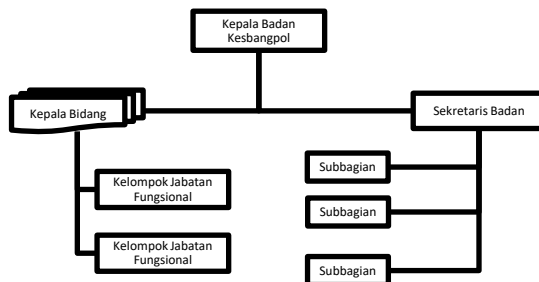 Kepala Badan
Kesbangpol
Kepala Bidang
Sekretaris Badan
Kelompok Jabatan
Fungsional
Kelompok Jabatan
Fungsional
Subbagian
Subbagian
Subbagian